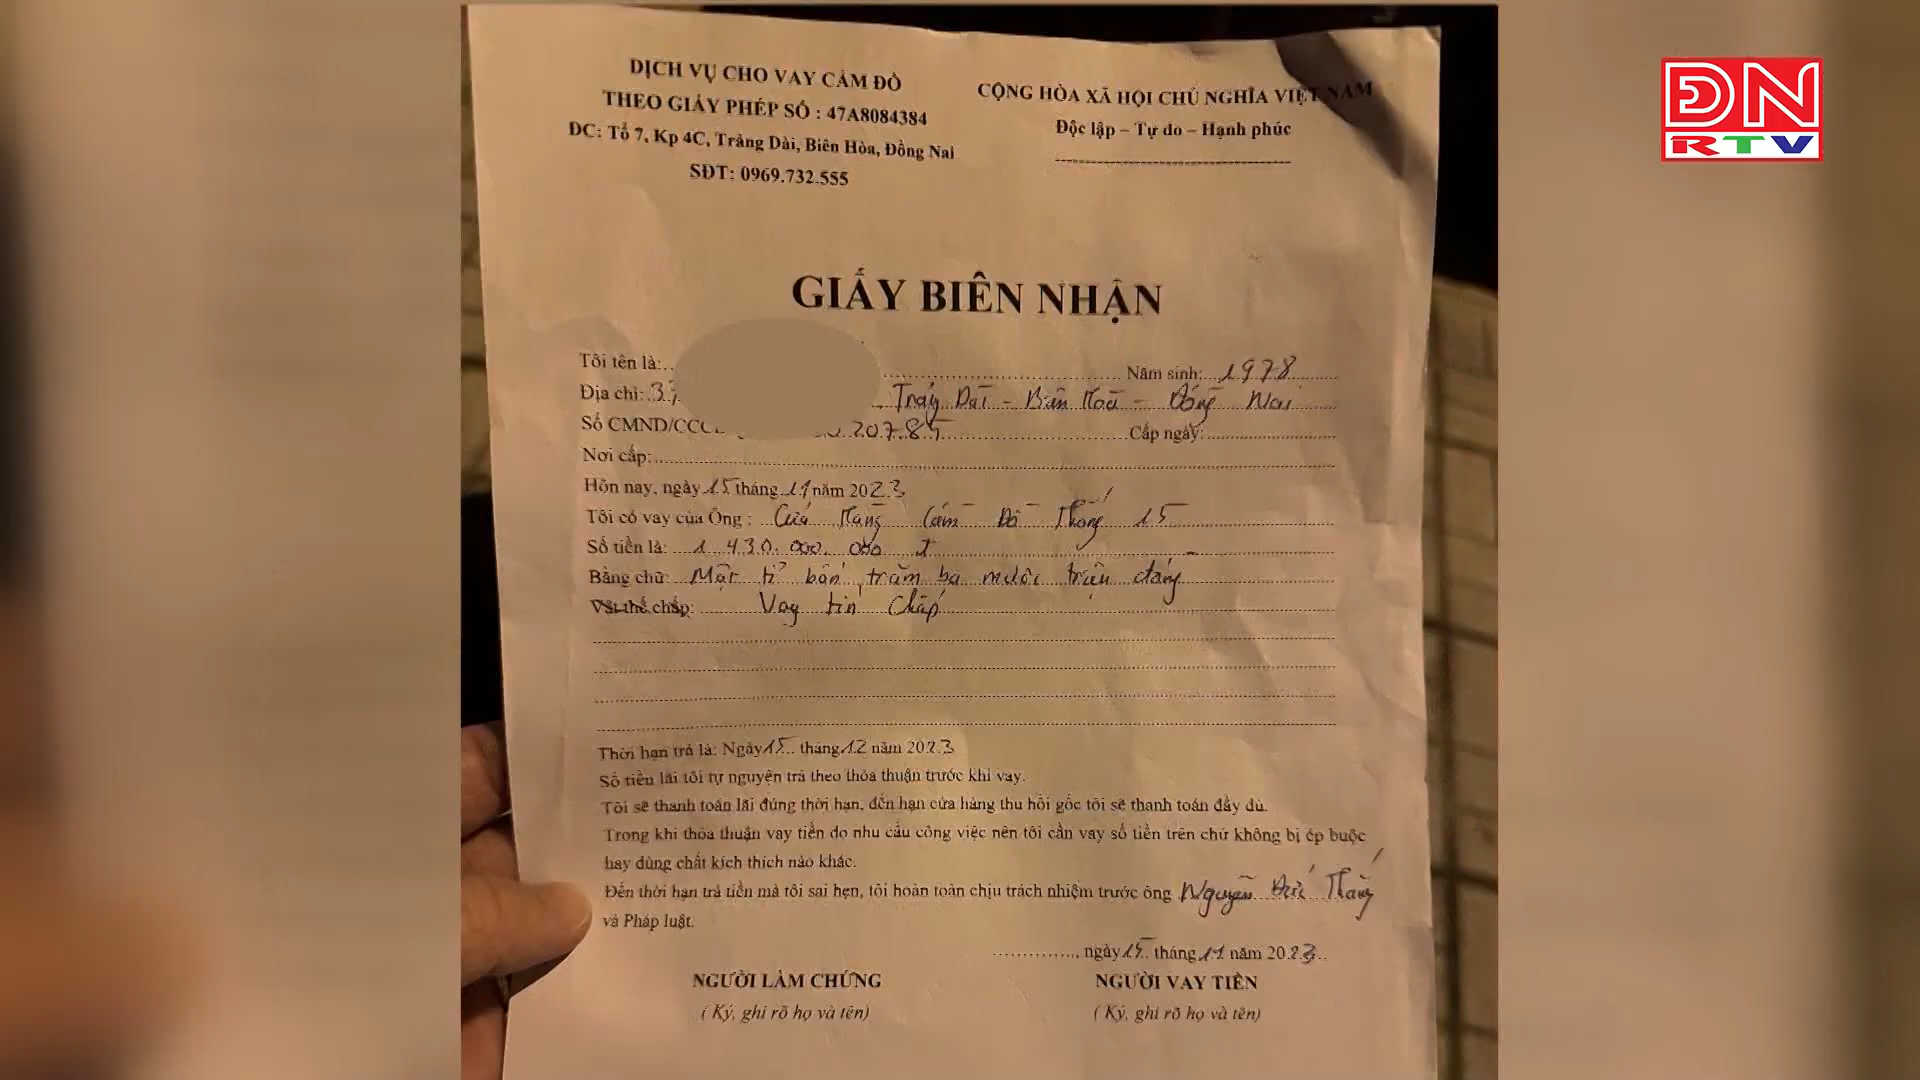 DỊCH VỤ CHO VAY CẦM ĐỒ
THEO GIẤY PHÉP SỐ : 47A8084384
ĐC: Tổ 7, Kp 4C, Trảng Dài, Biên Hòa, Đồng Nai
SĐT: 0969.732.555
CỘNG HÒA XÃ HỘI CHỦ NGHĨA VIỆT NAM
Độc lập – Tự do – Hạnh phúc
ĐN
RTV
GIẤY BIÊN NHẬN
Tôi tên là: Năm sinh: 1978
Địa chỉ: 33 Trảng Dài - Biên Hoà - Đồng Nai
Số CMND/CCC 207.85 Cấp ngày:
Nơi cấp:
Hôn nay, ngày 15 tháng 11 năm 2023
Tôi có vay của Ông : Cửa Hàng Cầm Đồ Thắng 15
Số tiền là: 1.430.000.000 đ
Bằng chữ: Một tỉ bốn trăm ba mươi triệu đồng
Vật thế chấp: Vay tín chấp
Thời hạn trả là: Ngày 15 tháng 12 năm 2023
Số tiền lãi tôi tự nguyện trả theo thỏa thuận trước khi vay.
Tôi sẽ thanh toán lãi đúng thời hạn, đến hạn cửa hàng thu hồi gốc tôi sẽ thanh toán đầy đủ.
Trong khi thỏa thuận vay tiền do nhu cầu công việc nên tôi cần vay số tiền trên chứ không bị ép buộc
hay dùng chất kích thích nào khác.
Đến thời hạn trả tiền mà tôi sai hẹn, tôi hoàn toàn chịu trách nhiệm trước ông Nguyễn Đức Thắng
và Pháp luật.
, ngày 15 tháng 11 năm 2023
NGƯỜI LÀM CHỨNG
( Ký, ghi rõ họ và tên)
NGƯỜI VAY TIỀN
( Ký, ghi rõ họ và tên)